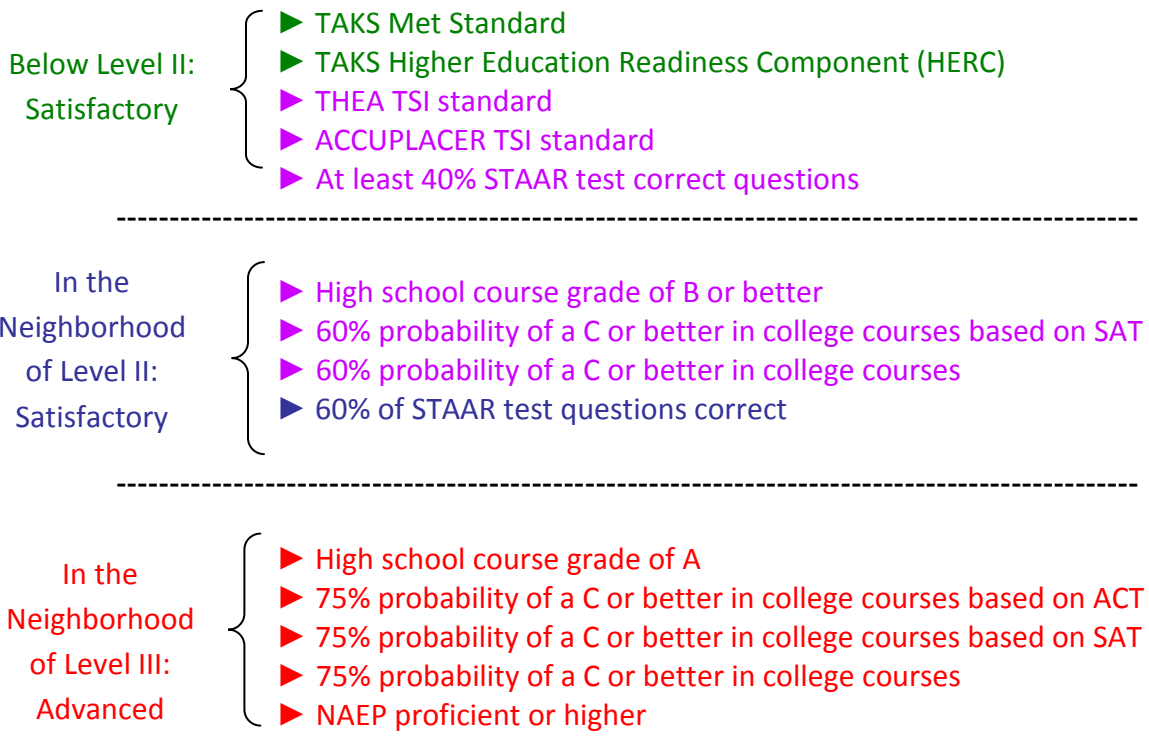 Below Level II:
Satisfactory
► TAKS Met Standard
► TAKS Higher Education Readiness Component (HERC)
► THEA TSI standard
► ACCUPLACER TSI standard
► At least 40% STAAR test correct questions
In the
Neighborhood
of Level II:
Satisfactory
► High school course grade of B or better
► 60% probability of a C or better in college courses based on SAT
► 60% probability of a C or better in college courses
► 60% of STAAR test questions correct
In the
Neighborhood
of Level III:
Advanced
► High school course grade of A
► 75% probability of a C or better in college courses based on ACT
► 75% probability of a C or better in college courses based on SAT
► 75% probability of a C or better in college courses
► NAEP proficient or higher